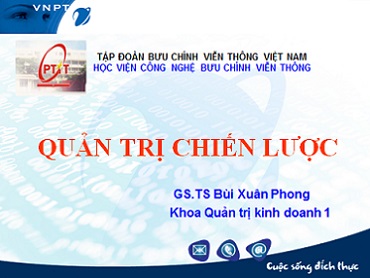 VNPT
TẬP ĐOÀN BƯU CHÍNH VIỄN THÔNG VIỆT NAM
HỌC VIỆN CÔNG NGHỆ BƯU CHÍNH VIỄN THÔNG
PTIT
QUẢN TRỊ CHIẾN LƯỢC
GS.TS Bùi Xuân Phong
Khoa Quản trị kinh doanh 1
Cuộc sống đích thực